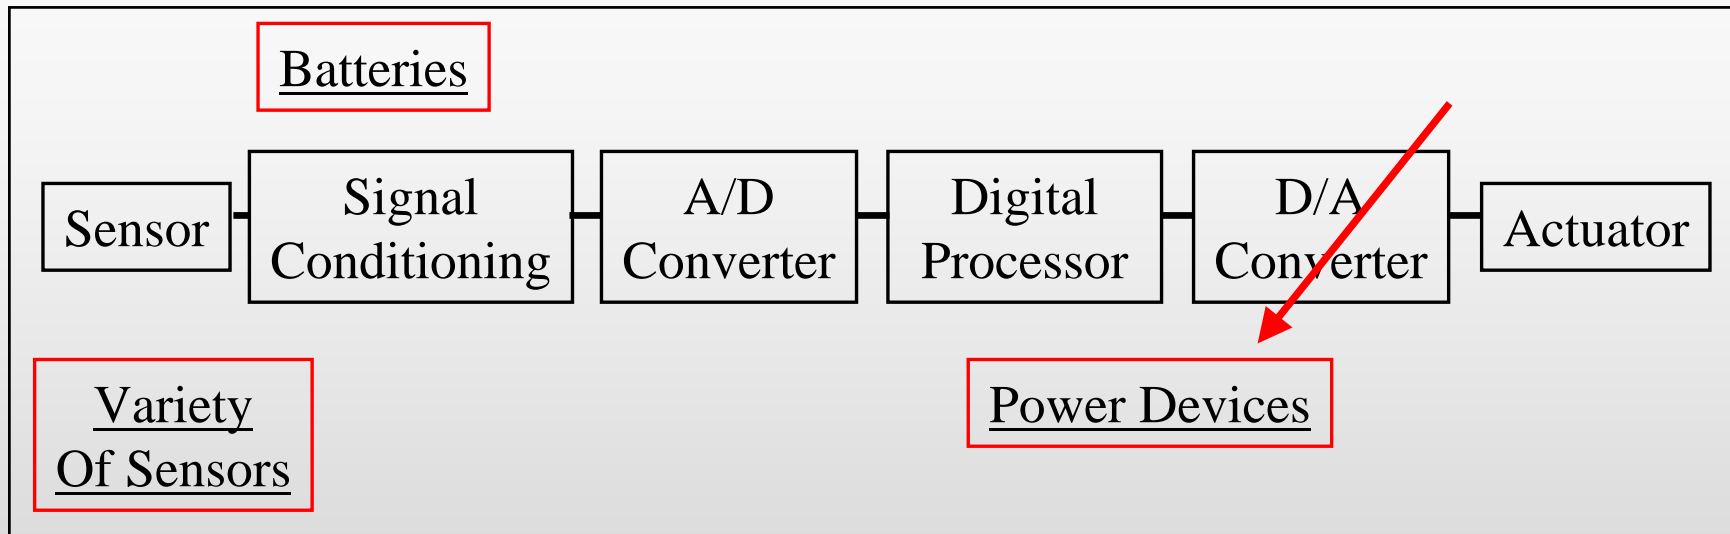 Batteries
Sensor
Signal
Conditioning
A/D
Converter
Digital
Processor
D/A
Converter
Actuator
Variety
Of Sensors
Power Devices